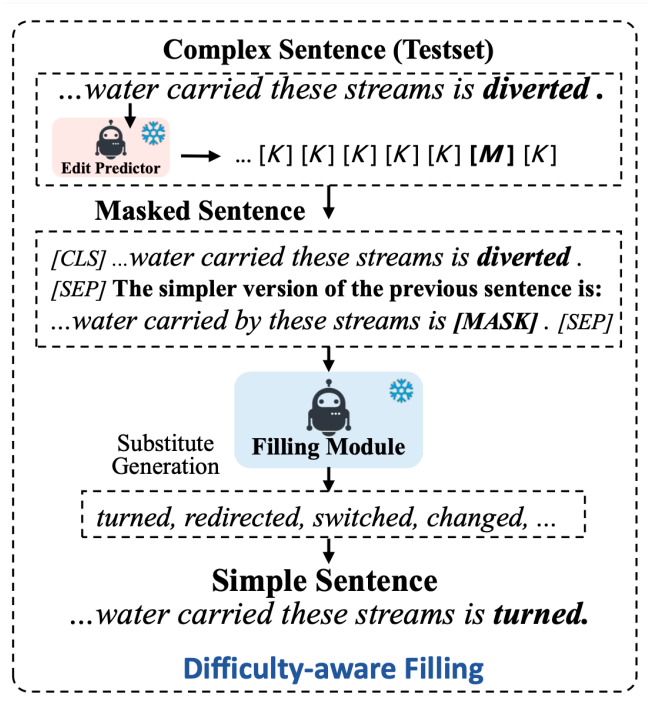 Complex Sentence (Testset)
...water carried these streams is diverted .
Edit Predictor
... [K] [K] [K] [K] [K] [M] [K]
Masked Sentence
[CLS] ...water carried these streams is diverted .
[SEP] The simpler version of the previous sentence is:
...water carried by these streams is [MASK] . [SEP]
Filling Module
Substitute
Generation
turned, redirected, switched, changed, ...
Simple Sentence
...water carried these streams is turned.
Difficulty-aware Filling